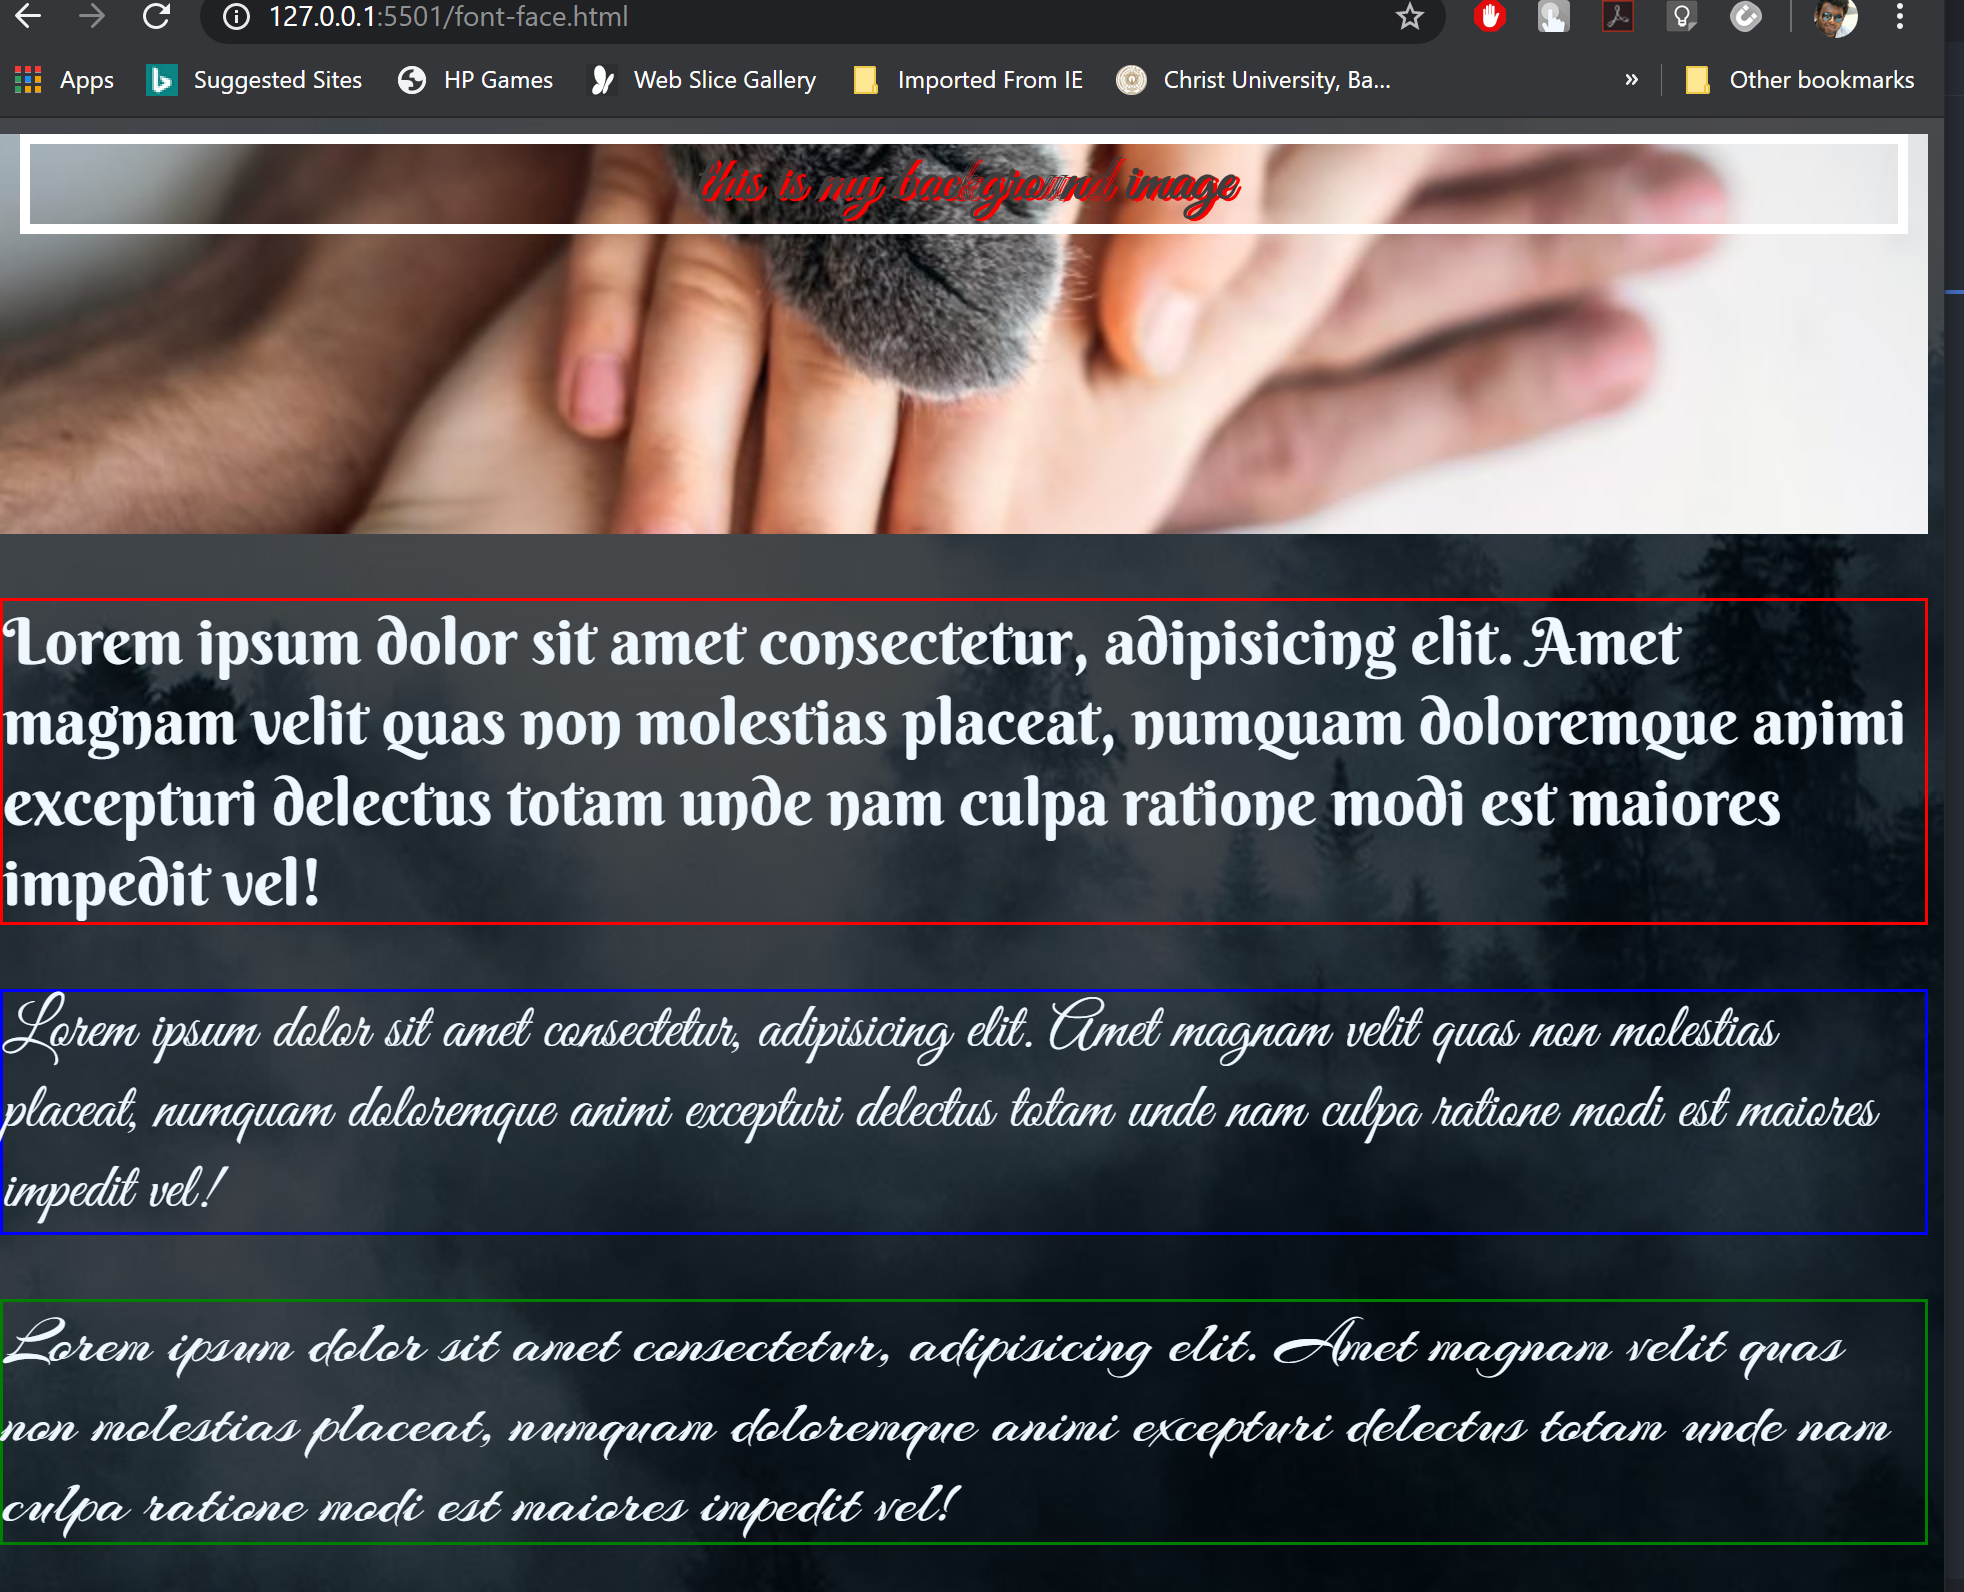 127.0.0.1:5501/font-face.html
Apps Suggested Sites HP Games Web Slice Gallery Imported From IE Christ University, Ba... » Other bookmarks
this is my background image
Lorem ipsum dolor sit amet consectetur, adipisicing elit. Amet
magnam velit quas non molestias placeat, numquam doloremque animi
excepturi delectus totam unde nam culpa ratione modi est maiores
impedit vel!
Lorem ipsum dolor sit amet consectetur, adipisicing elit. Amet magnam velit quas non molestias
placeat, numquam doloremque animi excepturi delectus totam unde nam culpa ratione modi est maiores
impedit vel!
Lorem ipsum dolor sit amet consectetur, adipisicing elit. Amet magnam velit quas
non molestias placeat, numquam doloremque animi excepturi delectus totam unde nam
culpa ratione modi est maiores impedit vel!